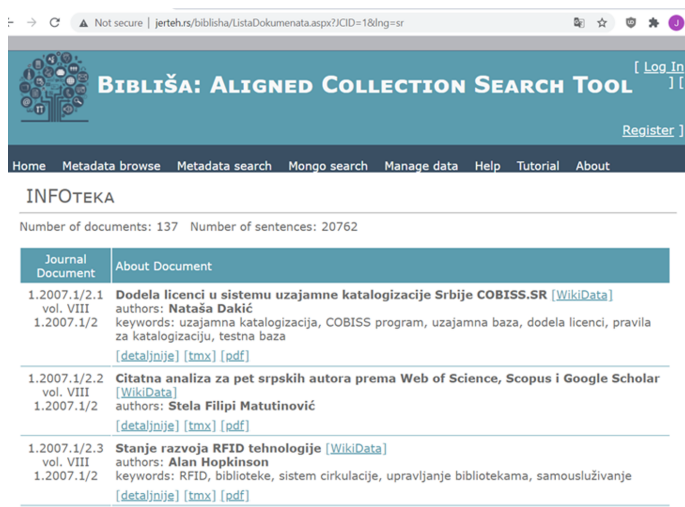 Not secure | jerteh.rs/biblisha/ListaDokumenata.aspx?JCID=1&lng=sr
J
[ Log In
BIBLIŠA: ALIGNED COLLECTION SEARCH TOOL ] [
Register ]
Home Metadata browse Metadata search Mongo search Manage data Help Tutorial About
INFOTEKA
Number of documents: 137 Number of sentences: 20762
Journal Document About Document
1.2007.1/2.1 Dodela licenci u sistemu uzajamne katalogizacije Srbije COBISS.SR [WikiData]
vol. VIII authors: Nataša Dakić
1.2007.1/2 keywords: uzajamna katalogizacija, COBISS program, uzajamna baza, dodela licenci, pravila
za katalogizaciju, testna baza
[detaljnije] [tmx] [pdf]
1.2007.1/2.2 Citatna analiza za pet srpskih autora prema Web of Science, Scopus i Google Scholar
vol. VIII [WikiData]
1.2007.1/2 authors: Stela Filipi Matutinović
[detaljnije] [tmx] [pdf]
1.2007.1/2.3 Stanje razvoja RFID tehnologije [WikiData]
vol. VIII authors: Alan Hopkinson
1.2007.1/2 keywords: RFID, biblioteke, sistem cirkulacije, upravljanje bibliotekama, samousluživanje
[detaljnije] [tmx] [pdf]